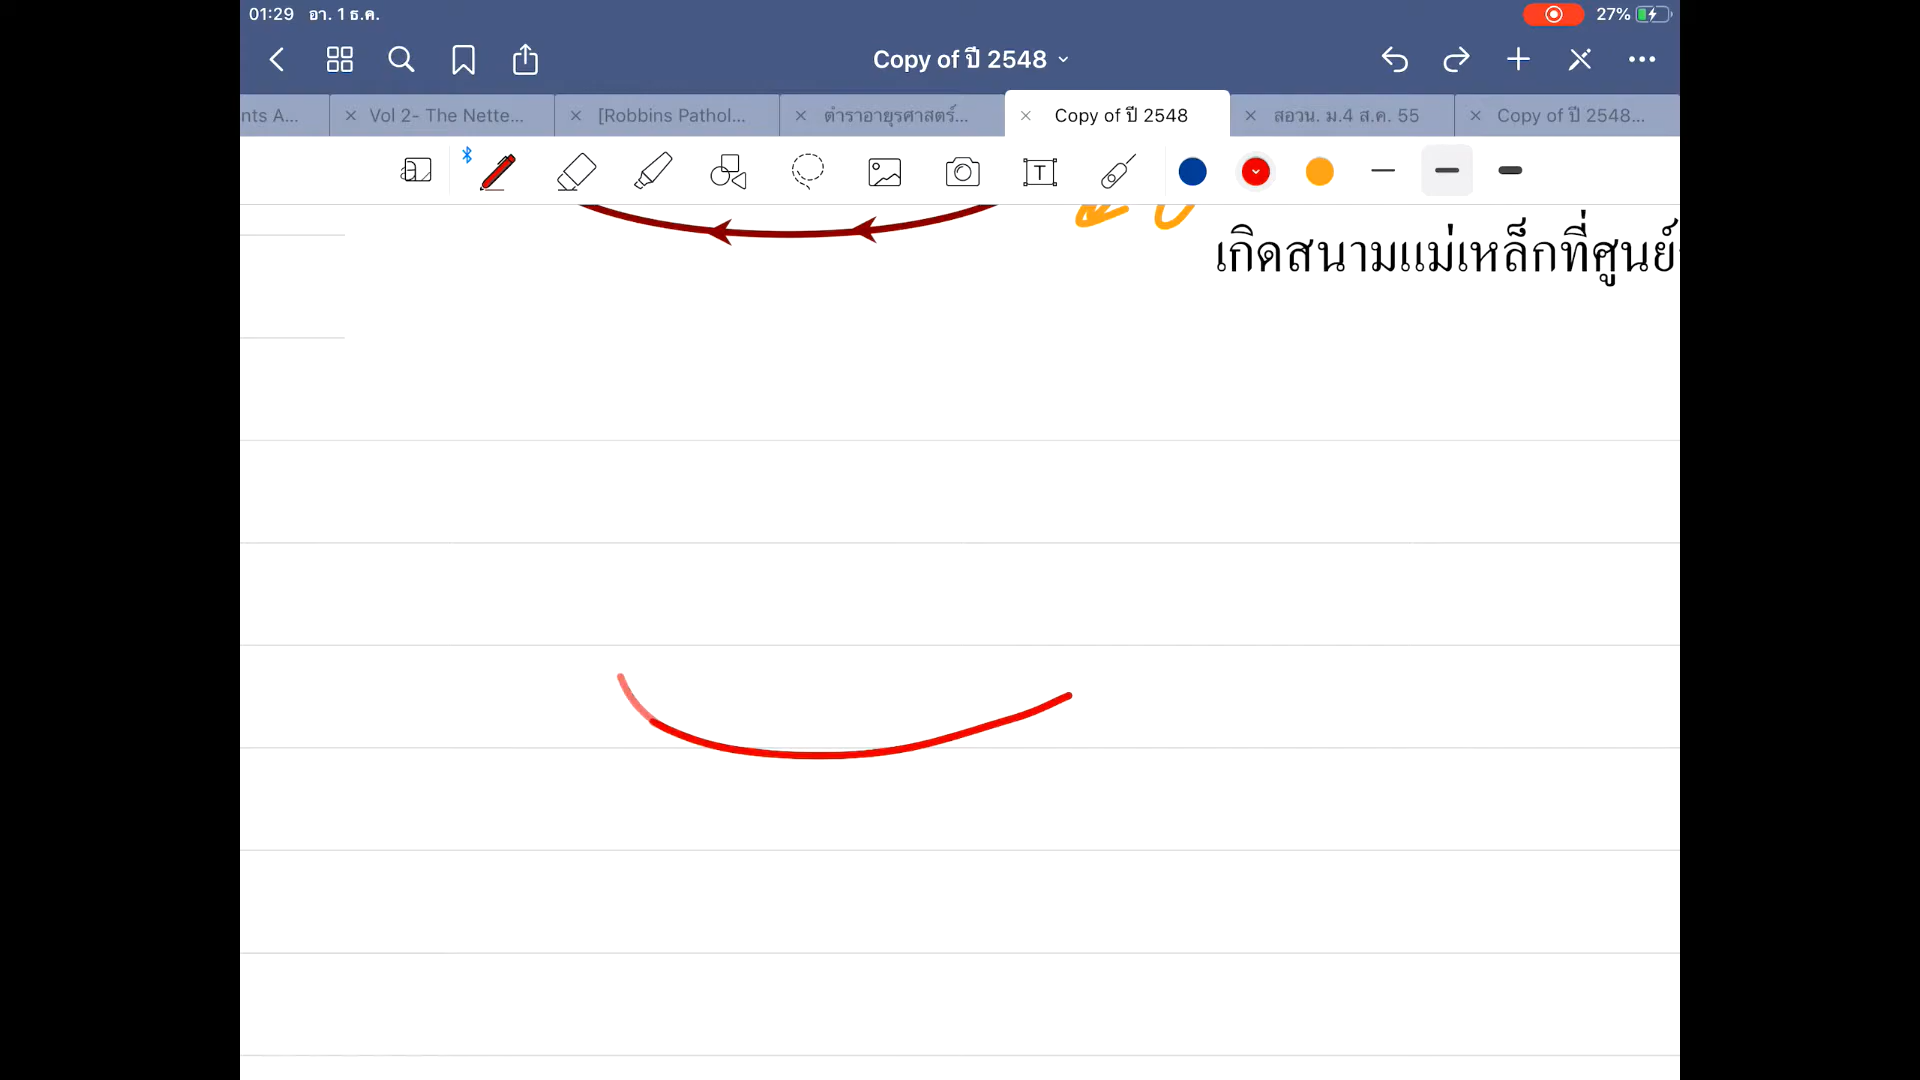 01:29 อา. 1 ธ.ค.
27%
Copy of ปี 2548
nts A...
Vol 2- The Nette...
[Robbins Pathol...
ตำราอายุรศาสตร์...
Copy of ปี 2548
สอวน. ม.4 ส.ค. 55
Copy of ปี 2548...
เกิดสนามแม่เหล็กที่ศูนย์